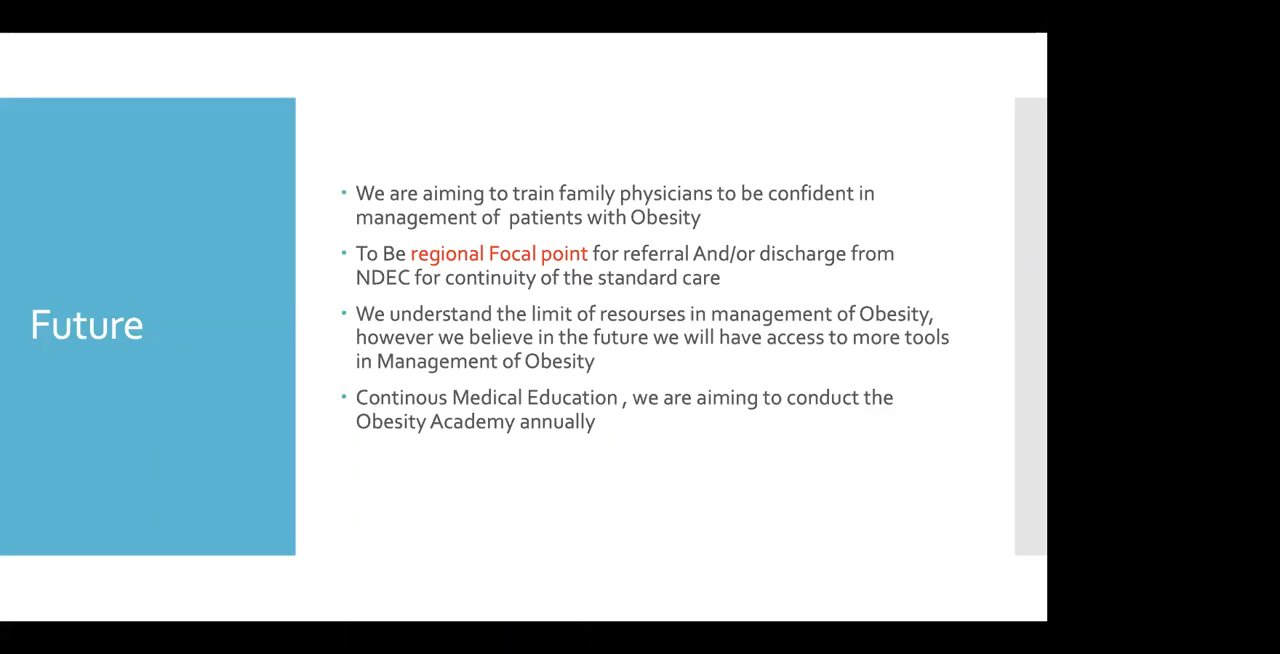 Future
We are aiming to train family physicians to be confident in
management of patients with Obesity
To Be regional Focal point for referral And/or discharge from
NDEC for continuity of the standard care
We understand the limit of resourses in management of Obesity,
however we believe in the future we will have access to more tools
in Management of Obesity
Continous Medical Education , we are aiming to conduct the
Obesity Academy annually